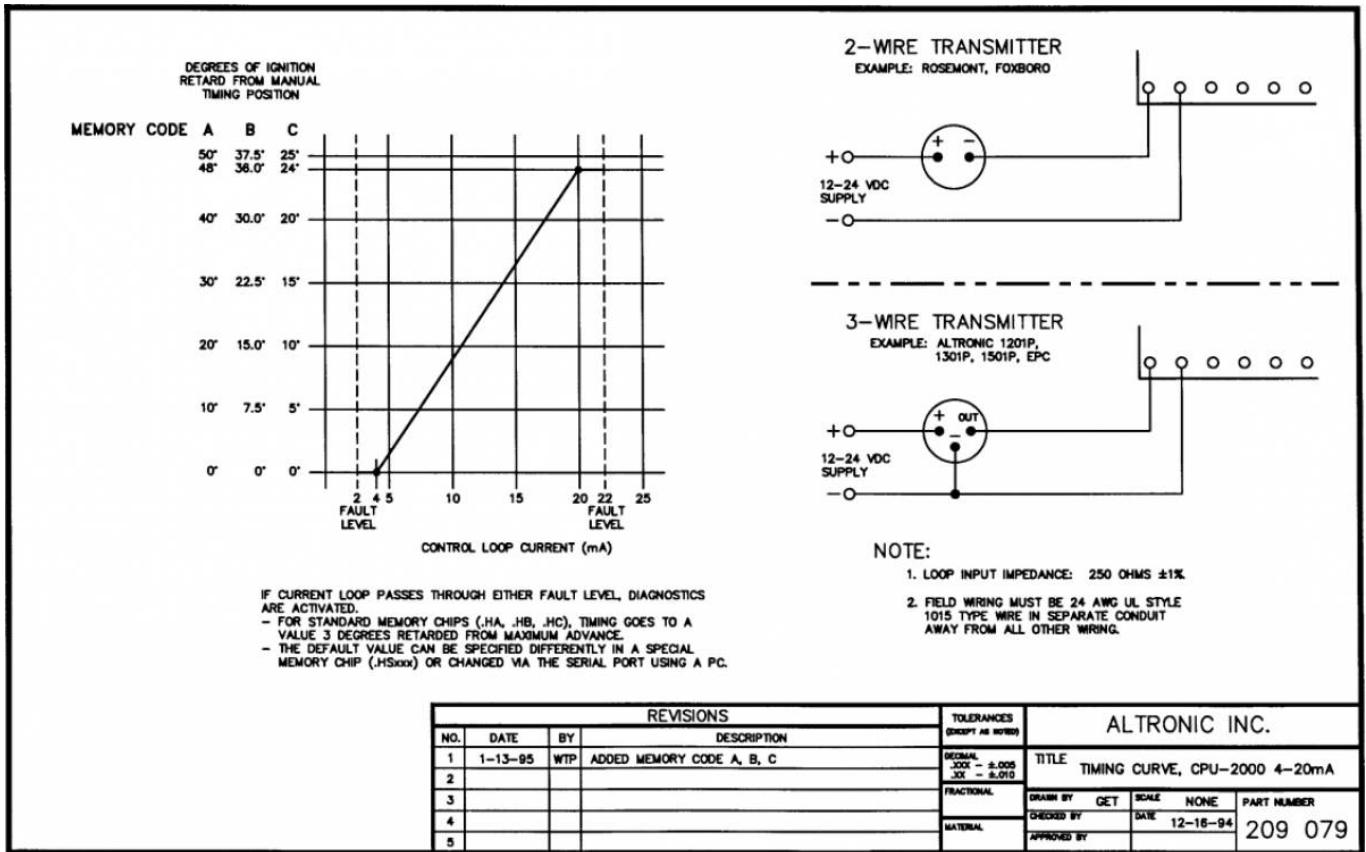 DEGREES OF IGNITION
RETARD FROM MANUAL
TIMING POSITION
MEMORY CODE A B C
50° 37.5° 25°
48° 36.0° 24°
40° 30.0° 20°
30° 22.5° 15°
20° 15.0° 10°
10° 7.5° 5°
0° 0° 0°
2 4 5 10 15 20 22 25
FAULT LEVEL
FAULT LEVEL
CONTROL LOOP CURRENT (mA)
IF CURRENT LOOP PASSES THROUGH EITHER FAULT LEVEL, DIAGNOSTICS
ARE ACTIVATED.
– FOR STANDARD MEMORY CHIPS (.HA, .HB, .HC), TIMING GOES TO A
VALUE 3 DEGREES RETARDED FROM MAXIMUM ADVANCE.
– THE DEFAULT VALUE CAN BE SPECIFIED DIFFERENTLY IN A SPECIAL
MEMORY CHIP (.HSxxx) OR CHANGED VIA THE SERIAL PORT USING A PC.
2–WIRE TRANSMITTER
EXAMPLE: ROSEMONT, FOXBORO
+ –
+
12–24 VDC
SUPPLY
–
3–WIRE TRANSMITTER
EXAMPLE: ALTRONIC 1201P,
1301P, 1501P, EPC
+ OUT
–
+
12–24 VDC
SUPPLY
–
NOTE:
1. LOOP INPUT IMPEDANCE: 250 OHMS ±1%
2. FIELD WIRING MUST BE 24 AWG UL STYLE
1015 TYPE WIRE IN SEPARATE CONDUIT
AWAY FROM ALL OTHER WIRING.
REVISIONS
NO. DATE BY DESCRIPTION
1 1–13–95 WTP ADDED MEMORY CODE A, B, C
2
3
4
5
TOLERANCES
(EXCEPT AS NOTED)
DECIMAL
.XXX – ±.005
.XX – ±.010
FRACTIONAL
MATERIAL
ALTRONIC INC.
TITLE TIMING CURVE, CPU–2000 4–20mA
DRAWN BY GET SCALE NONE PART NUMBER
CHECKED BY DATE 12–16–94 209 079
APPROVED BY